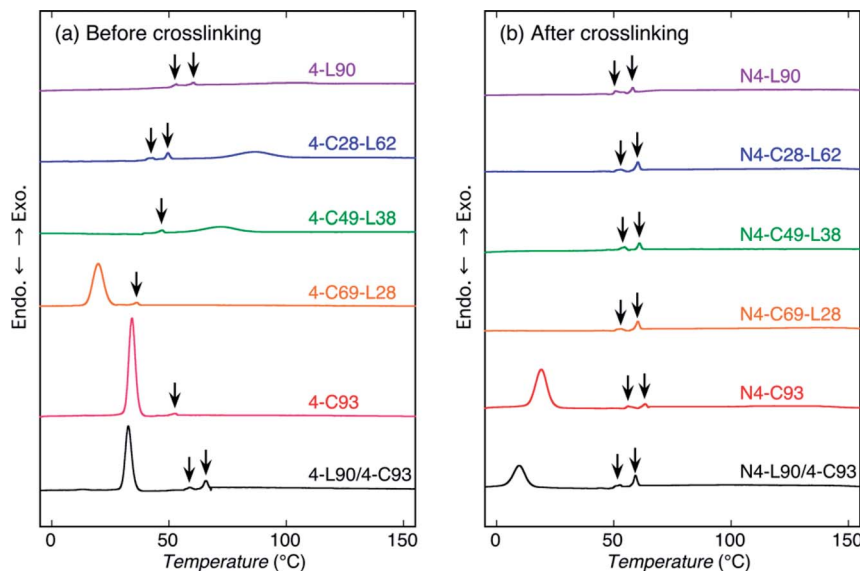 (a) Before crosslinking
4-L90
4-C28-L62
4-C49-L38
4-C69-L28
4-C93
4-L90/4-C93
Endo. ← → Exo.
0 50 100 150
Temperature (°C)
(b) After crosslinking
N4-L90
N4-C28-L62
N4-C49-L38
N4-C69-L28
N4-C93
N4-L90/4-C93
Endo. ← → Exo.
0 50 100 150
Temperature (°C)